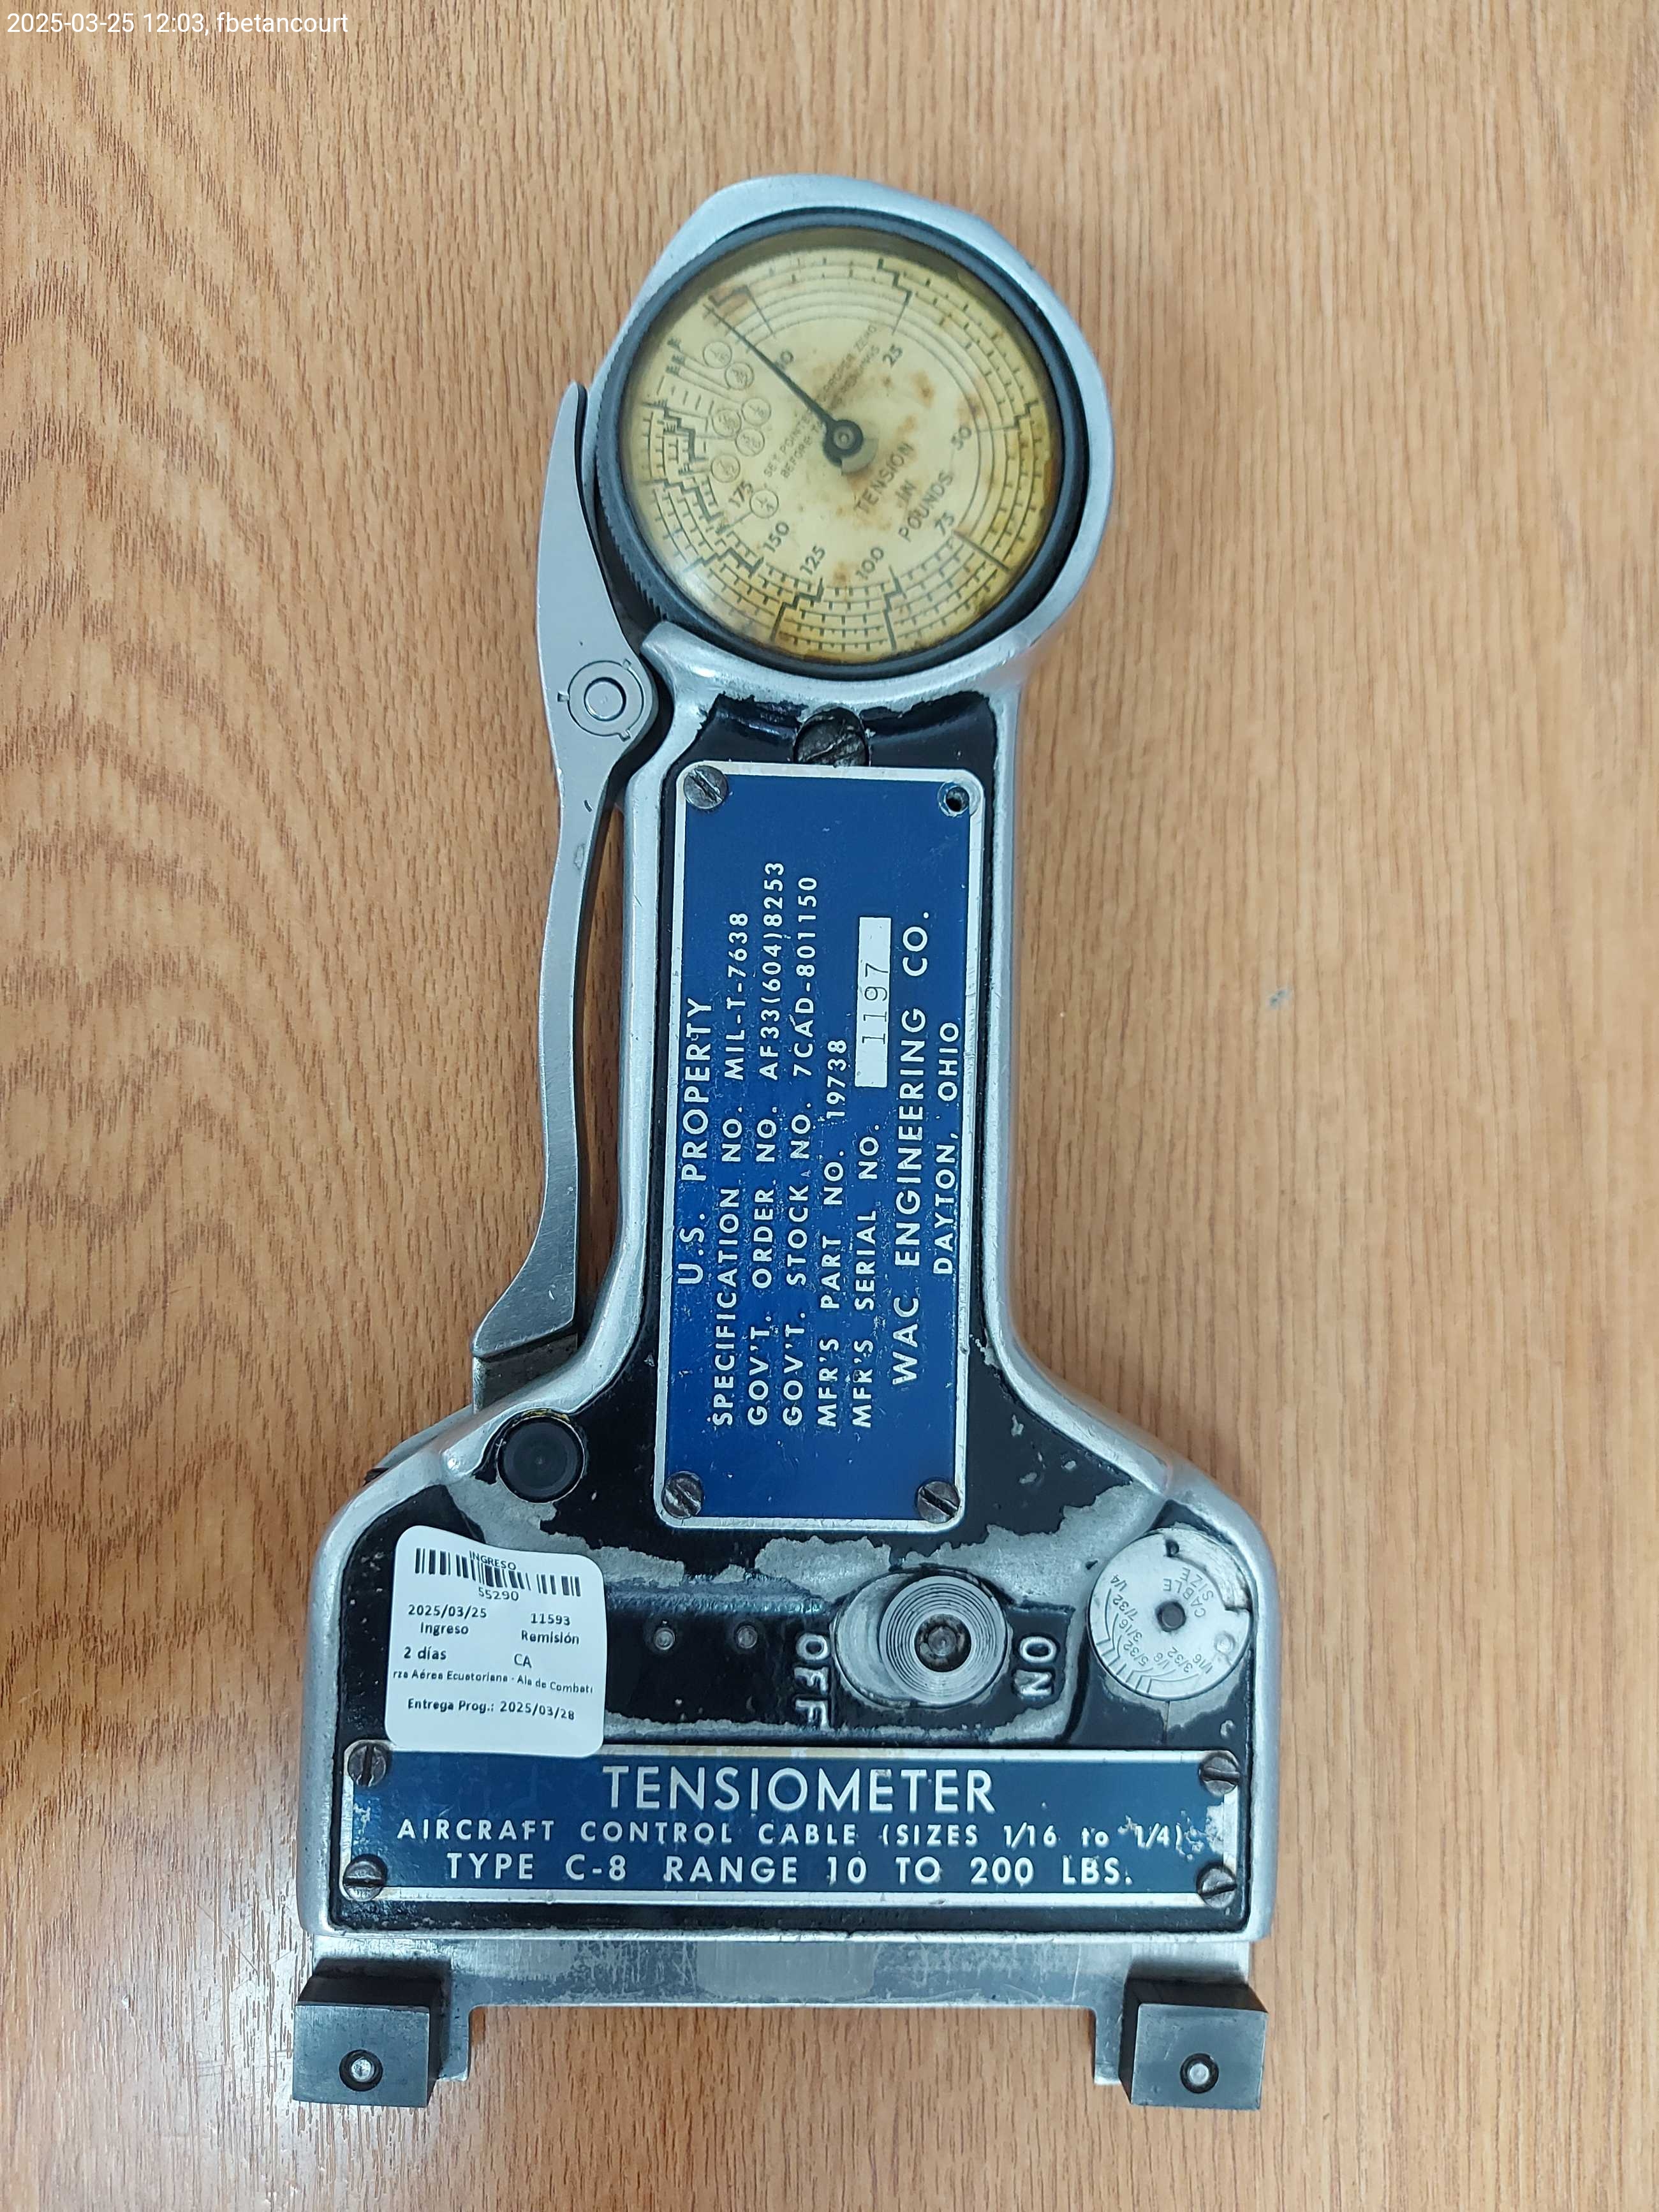 2025-03-25 12:03, fbetancourt
25
50
75
100
125
150
175
TENSION
IN
POUNDS
U.S. PROPERTY
SPECIFICATION NO. MIL-T-7638
GOV'T. ORDER NO. AF33(604)8253
GOV'T. STOCK NO. 7CAD-801150
MFR'S PART NO. 19738
MFR'S SERIAL NO. 1197
WAC ENGINEERING CO.
DAYTON, OHIO
INGRESO
55290
2025/03/25 11593
Ingreso Remisión
2 días CA
rza Aérea Ecuatoriana - Ala de Combati
Entrega Prog.: 2025/03/28
OFF
ON
CABLE
SIZE
1/16
3/32
1/8
5/32
3/16
7/32
1/4
TENSIOMETER
AIRCRAFT CONTROL CABLE (SIZES 1/16 to 1/4)
TYPE C-8 RANGE 10 TO 200 LBS.